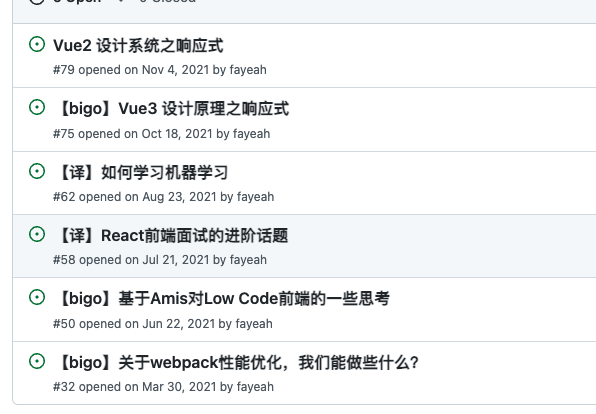 Vue2 设计系统之响应式
#79 opened on Nov 4, 2021 by fayeah
【bigo】Vue3 设计原理之响应式
#75 opened on Oct 18, 2021 by fayeah
【译】如何学习机器学习
#62 opened on Aug 23, 2021 by fayeah
【译】React前端面试的进阶话题
#58 opened on Jul 21, 2021 by fayeah
【bigo】基于Amis对Low Code前端的一些思考
#50 opened on Jun 22, 2021 by fayeah
【bigo】关于webpack性能优化，我们能做些什么？
#32 opened on Mar 30, 2021 by fayeah